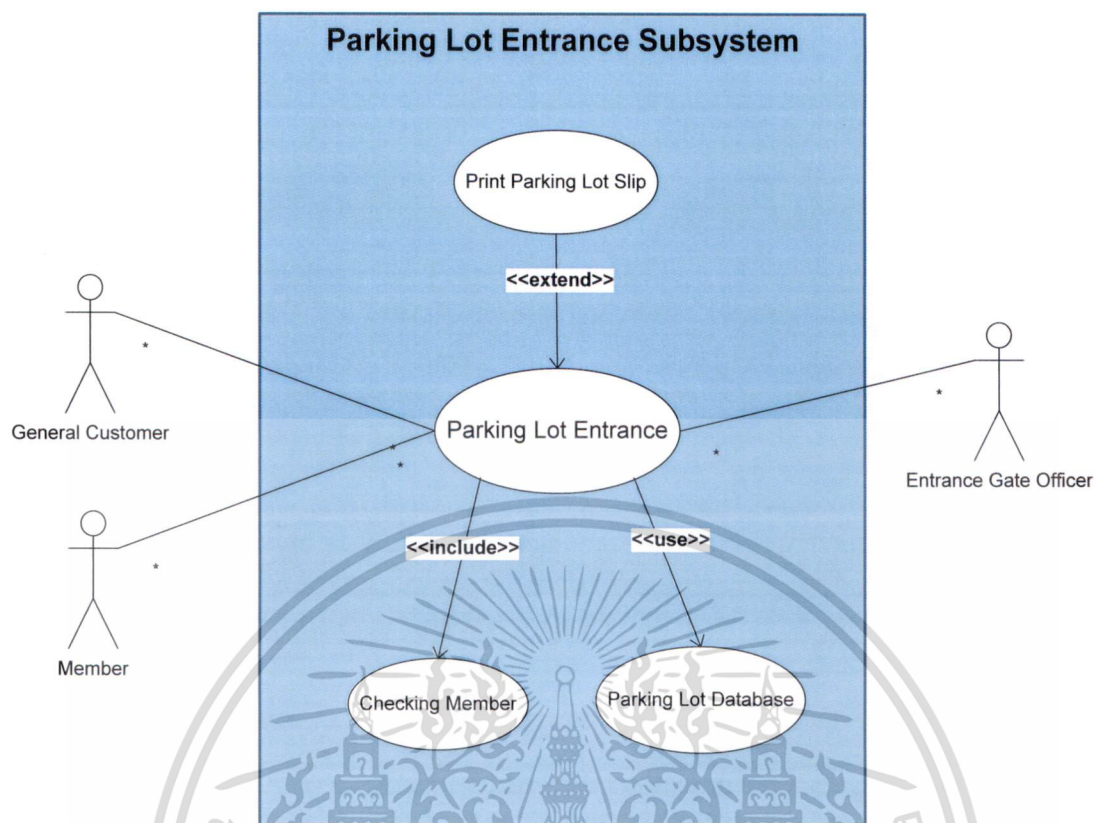 Parking Lot Entrance Subsystem
Print Parking Lot Slip
<<extend>>
*
*
General Customer
Parking Lot Entrance
*
*
*
Entrance Gate Officer
<<include>>
<<use>>
*
Member
Checking Member
Parking Lot Database